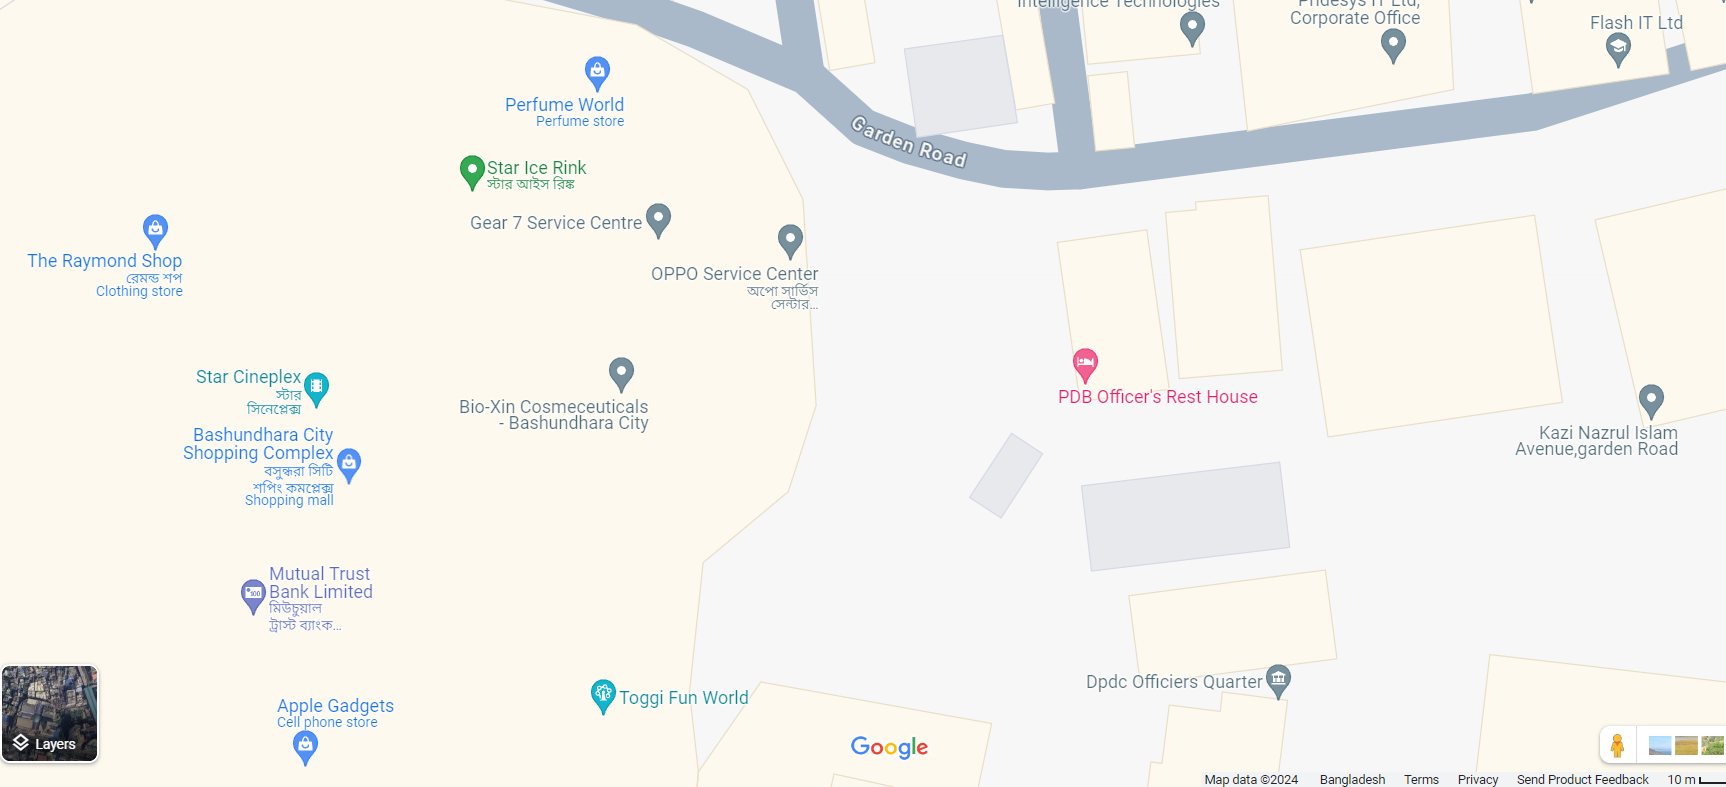 Intelligence Technologies
Pridesys IT Ltd,
Corporate Office
Flash IT Ltd
Perfume World
Perfume store
Garden Road
Star Ice Rink
স্টার আইস রিঙ্ক
Gear 7 Service Centre
The Raymond Shop
রেমন্ড শপ
Clothing store
OPPO Service Center
অপো সার্ভিস
সেন্টার...
Star Cineplex
স্টার
সিনেপ্লেক্স
Bio-Xin Cosmeceuticals
- Bashundhara City
PDB Officer's Rest House
Bashundhara City
Shopping Complex
বসুন্ধরা সিটি
শপিং কমপ্লেক্স
Shopping mall
Kazi Nazrul Islam
Avenue,garden Road
Mutual Trust
Bank Limited
মিউচুয়াল
ট্রাস্ট ব্যাংক...
Dpdc Officiers Quarter
Toggi Fun World
Apple Gadgets
Cell phone store
Layers
Google
Map data ©2024 Bangladesh Terms Privacy Send Product Feedback 10 m